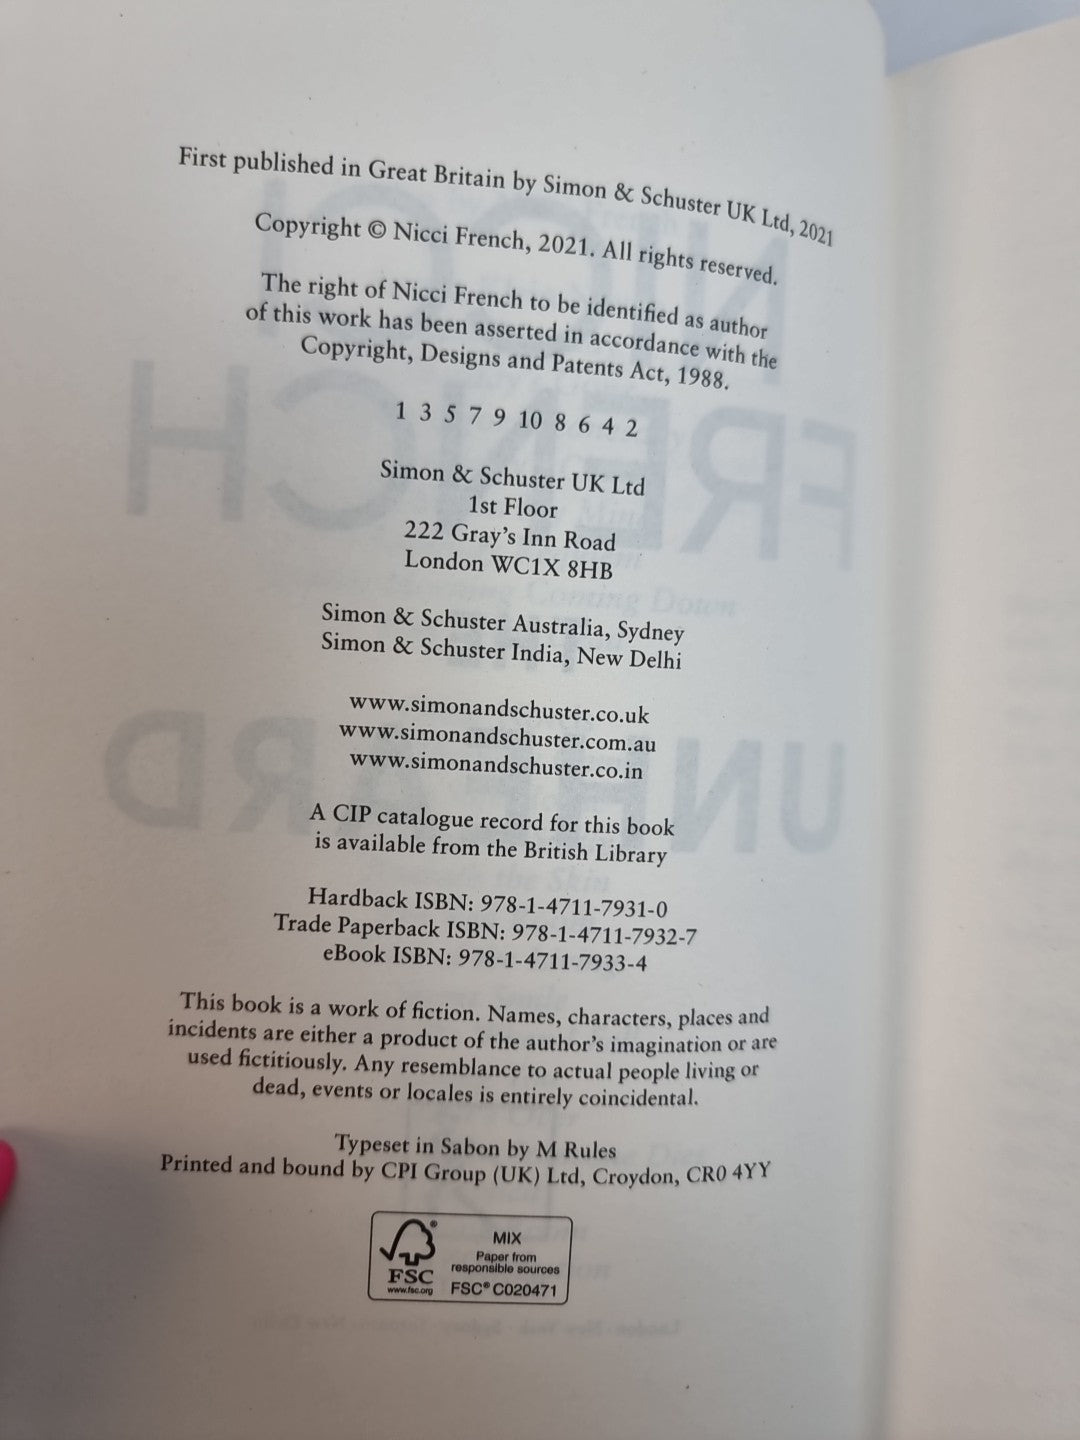 First published in Great Britain by Simon & Schuster UK Ltd, 2021
Copyright © Nicci French, 2021. All rights reserved.
The right of Nicci French to be identified as author
of this work has been asserted in accordance with the
Copyright, Designs and Patents Act, 1988.
1 3 5 7 9 10 8 6 4 2
Simon & Schuster UK Ltd
1st Floor
222 Gray's Inn Road
London WC1X 8HB
Simon & Schuster Australia, Sydney
Simon & Schuster India, New Delhi
www.simonandschuster.co.uk
www.simonandschuster.com.au
www.simonandschuster.co.in
A CIP catalogue record for this book
is available from the British Library
Hardback ISBN: 978-1-4711-7931-0
Trade Paperback ISBN: 978-1-4711-7932-7
eBook ISBN: 978-1-4711-7933-4
This book is a work of fiction. Names, characters, places and
incidents are either a product of the author's imagination or are
used fictitiously. Any resemblance to actual people living or
dead, events or locales is entirely coincidental.
Typeset in Sabon by M Rules
Printed and bound by CPI Group (UK) Ltd, Croydon, CR0 4YY
FSC
www.fsc.org
MIX
Paper from
responsible sources
FSC® C020471